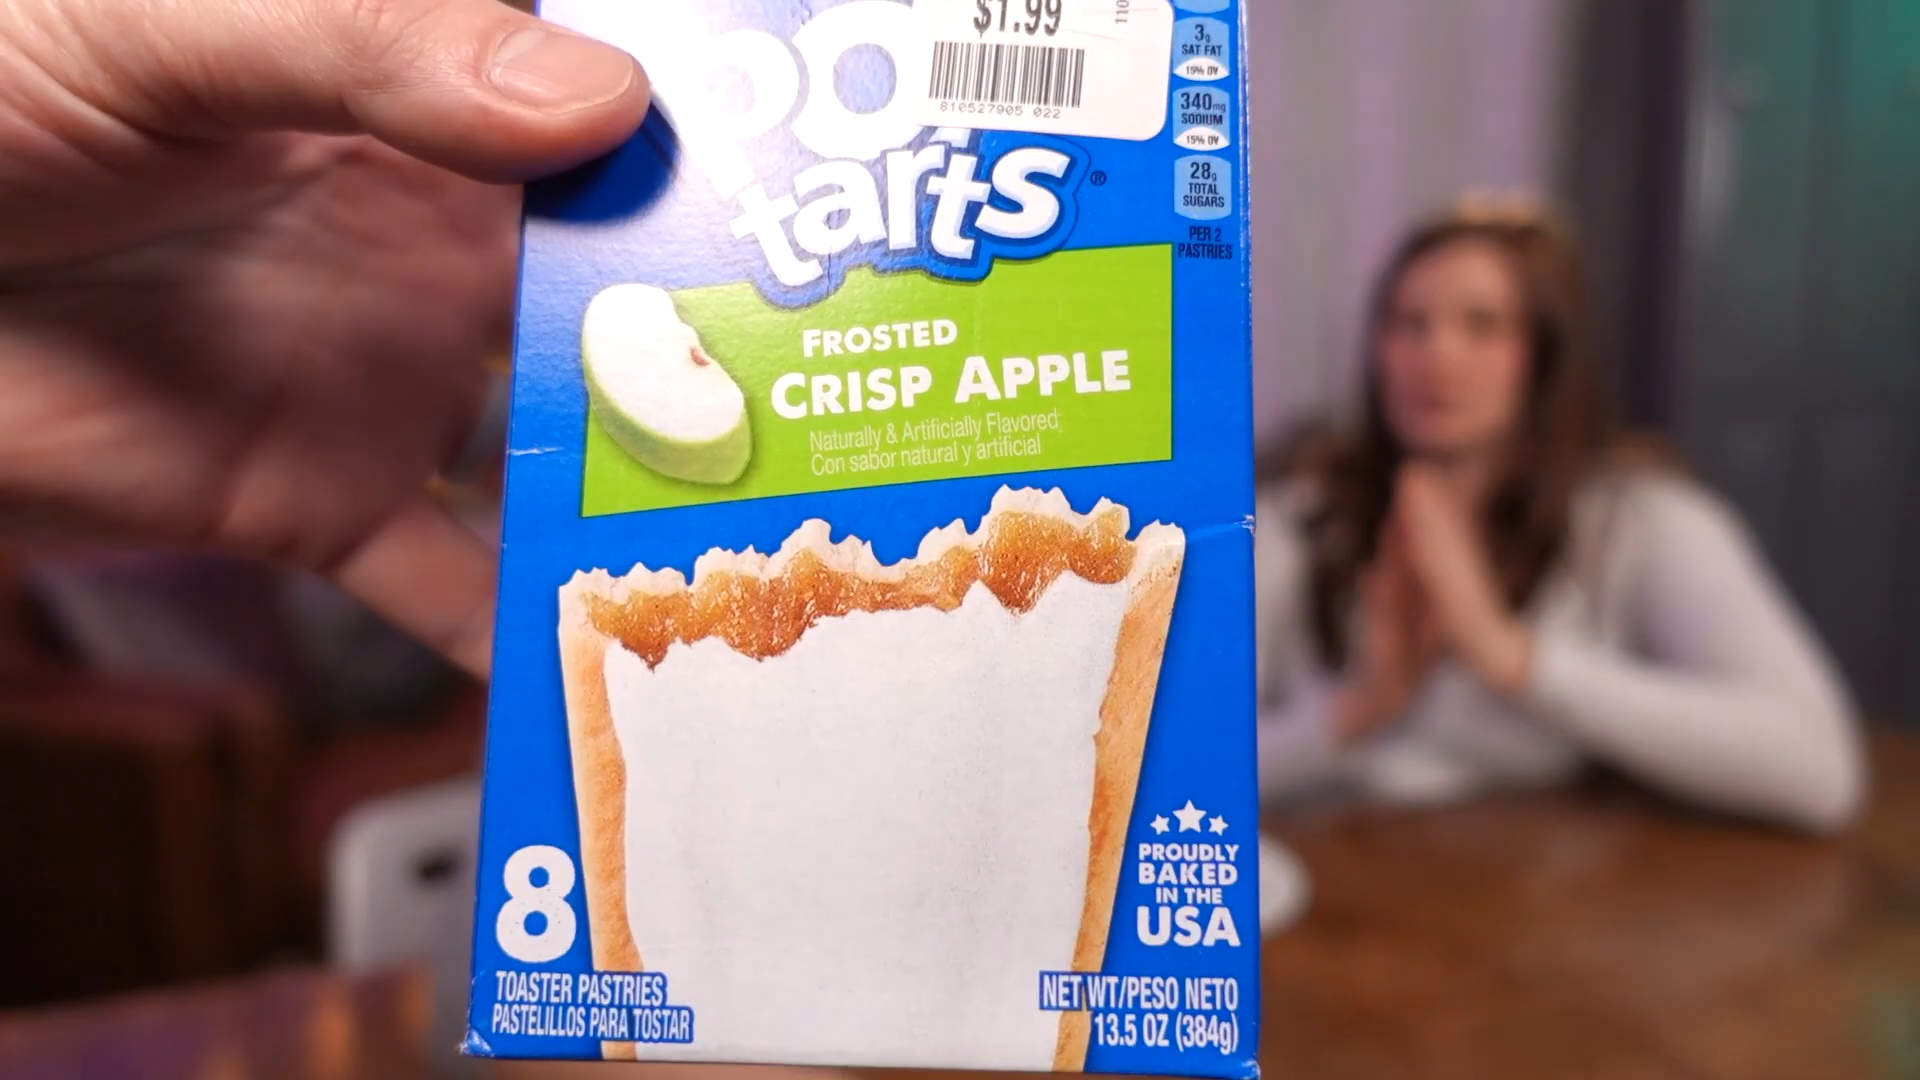 $1.99
110
810527905 022
PO
tarts®
3g
SAT FAT
15% DV
340mg
SODIUM
15% DV
28g
TOTAL
SUGARS
PER 2
PASTRIES
FROSTED
CRISP APPLE
Naturally & Artificially Flavored
Con sabor natural y artificial
PROUDLY
BAKED
IN THE
USA
8
TOASTER PASTRIES
PASTELILLOS PARA TOSTAR
NET WT/PESO NETO
13.5 OZ (384g)